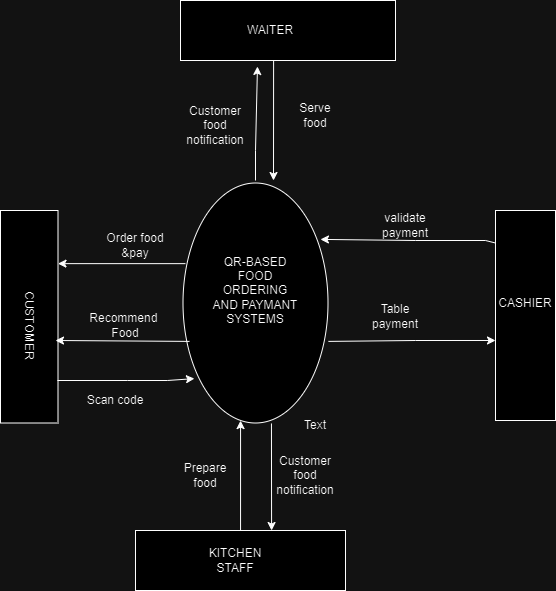 WAITER
Customer
food
notification
Serve
food
validate
payment
Order food
&pay
QR-BASED
FOOD
ORDERING
AND PAYMANT
SYSTEMS
CUSTOMER
CASHIER
Recommend
Food
Table
payment
Scan code
Text
Prepare
food
Customer
food
notification
KITCHEN
STAFF